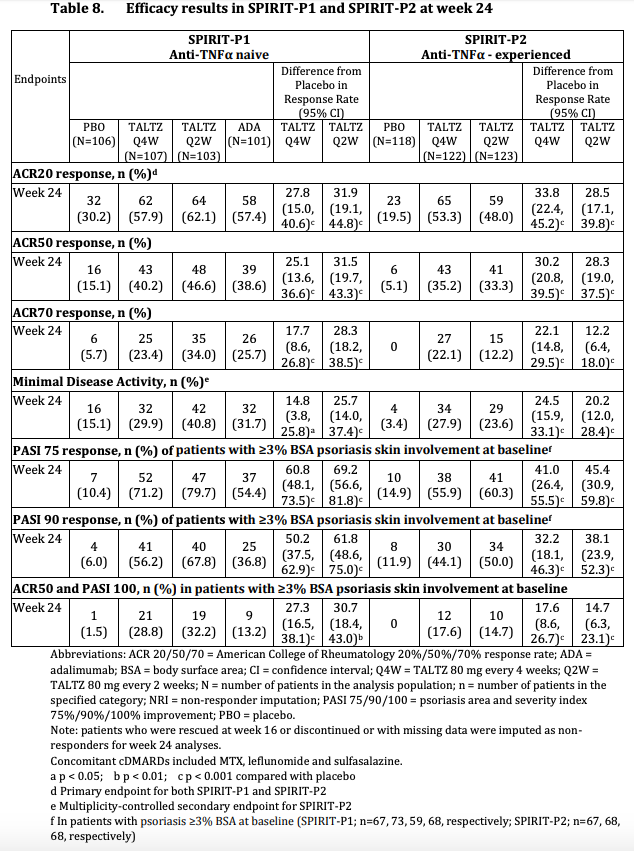 Table 8. Efficacy results in SPIRIT-P1 and SPIRIT-P2 at week 24
Endpoints
SPIRIT-P1
Anti-TNFα naive
SPIRIT-P2
Anti-TNFα - experienced
Difference from Placebo in Response Rate (95% CI)
Difference from Placebo in Response Rate (95% CI)
PBO (N=106) TALTZ Q4W (N=107) TALTZ Q2W (N=103) ADA (N=101) TALTZ Q4W TALTZ Q2W PBO (N=118) TALTZ Q4W (N=122) TALTZ Q2W (N=123) TALTZ Q4W TALTZ Q2W
ACR20 response, n (%)d
Week 24 32 (30.2) 62 (57.9) 64 (62.1) 58 (57.4) 27.8 (15.0, 40.6)c 31.9 (19.1, 44.8)c 23 (19.5) 65 (53.3) 59 (48.0) 33.8 (22.4, 45.2)c 28.5 (17.1, 39.8)c
ACR50 response, n (%)
Week 24 16 (15.1) 43 (40.2) 48 (46.6) 39 (38.6) 25.1 (13.6, 36.6)c 31.5 (19.7, 43.3)c 6 (5.1) 43 (35.2) 41 (33.3) 30.2 (20.8, 39.5)c 28.3 (19.0, 37.5)c
ACR70 response, n (%)
Week 24 6 (5.7) 25 (23.4) 35 (34.0) 26 (25.7) 17.7 (8.6, 26.8)c 28.3 (18.2, 38.5)c 0 27 (22.1) 15 (12.2) 22.1 (14.8, 29.5)c 12.2 (6.4, 18.0)c
Minimal Disease Activity, n (%)e
Week 24 16 (15.1) 32 (29.9) 42 (40.8) 32 (31.7) 14.8 (3.8, 25.8)a 25.7 (14.0, 37.4)c 4 (3.4) 34 (27.9) 29 (23.6) 24.5 (15.9, 33.1)c 20.2 (12.0, 28.4)c
PASI 75 response, n (%) of patients with ≥3% BSA psoriasis skin involvement at baselinef
Week 24 7 (10.4) 52 (71.2) 47 (79.7) 37 (54.4) 60.8 (48.1, 73.5)c 69.2 (56.6, 81.8)c 10 (14.9) 38 (55.9) 41 (60.3) 41.0 (26.4, 55.5)c 45.4 (30.9, 59.8)c
PASI 90 response, n (%) of patients with ≥3% BSA psoriasis skin involvement at baselinef
Week 24 4 (6.0) 41 (56.2) 40 (67.8) 25 (36.8) 50.2 (37.5, 62.9)c 61.8 (48.6, 75.0)c 8 (11.9) 30 (44.1) 34 (50.0) 32.2 (18.1, 46.3)c 38.1 (23.9, 52.3)c
ACR50 and PASI 100, n (%) in patients with ≥3% BSA psoriasis skin involvement at baseline
Week 24 1 (1.5) 21 (28.8) 19 (32.2) 9 (13.2) 27.3 (16.5, 38.1)c 30.7 (18.4, 43.0)b 0 12 (17.6) 10 (14.7) 17.6 (8.6, 26.7)c 14.7 (6.3, 23.1)c
Abbreviations: ACR 20/50/70 = American College of Rheumatology 20%/50%/70% response rate; ADA =
adalimumab; BSA = body surface area; CI = confidence interval; Q4W = TALTZ 80 mg every 4 weeks; Q2W =
TALTZ 80 mg every 2 weeks; N = number of patients in the analysis population; n = number of patients in the
specified category; NRI = non-responder imputation; PASI 75/90/100 = psoriasis area and severity index
75%/90%/100% improvement; PBO = placebo.
Note: patients who were rescued at week 16 or discontinued or with missing data were imputed as non-
responders for week 24 analyses.
Concomitant cDMARDs included MTX, leflunomide and sulfasalazine.
a p < 0.05; b p < 0.01; c p < 0.001 compared with placebo
d Primary endpoint for both SPIRIT-P1 and SPIRIT-P2
e Multiplicity-controlled secondary endpoint for SPIRIT-P2
f In patients with psoriasis ≥3% BSA at baseline (SPIRIT-P1; n=67, 73, 59, 68, respectively; SPIRIT-P2; n=67, 68,
68, respectively)